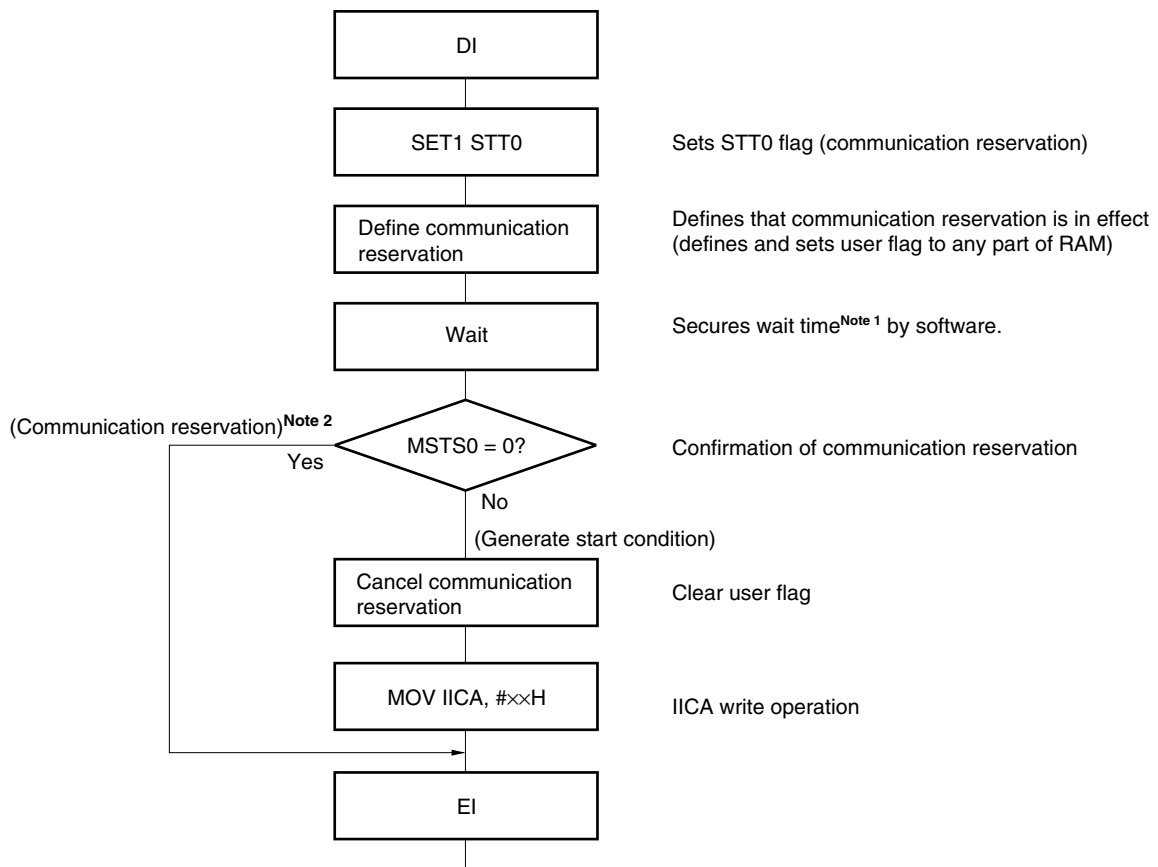 DI
SET1 STT0
Sets STT0 flag (communication reservation)
Define communication
reservation
Defines that communication reservation is in effect
(defines and sets user flag to any part of RAM)
Wait
Secures wait time Note 1 by software.
(Communication reservation) Note 2
MSTS0 = 0?
Confirmation of communication reservation
Yes
No
(Generate start condition)
Cancel communication
reservation
Clear user flag
MOV IICA, #××H
IICA write operation
EI